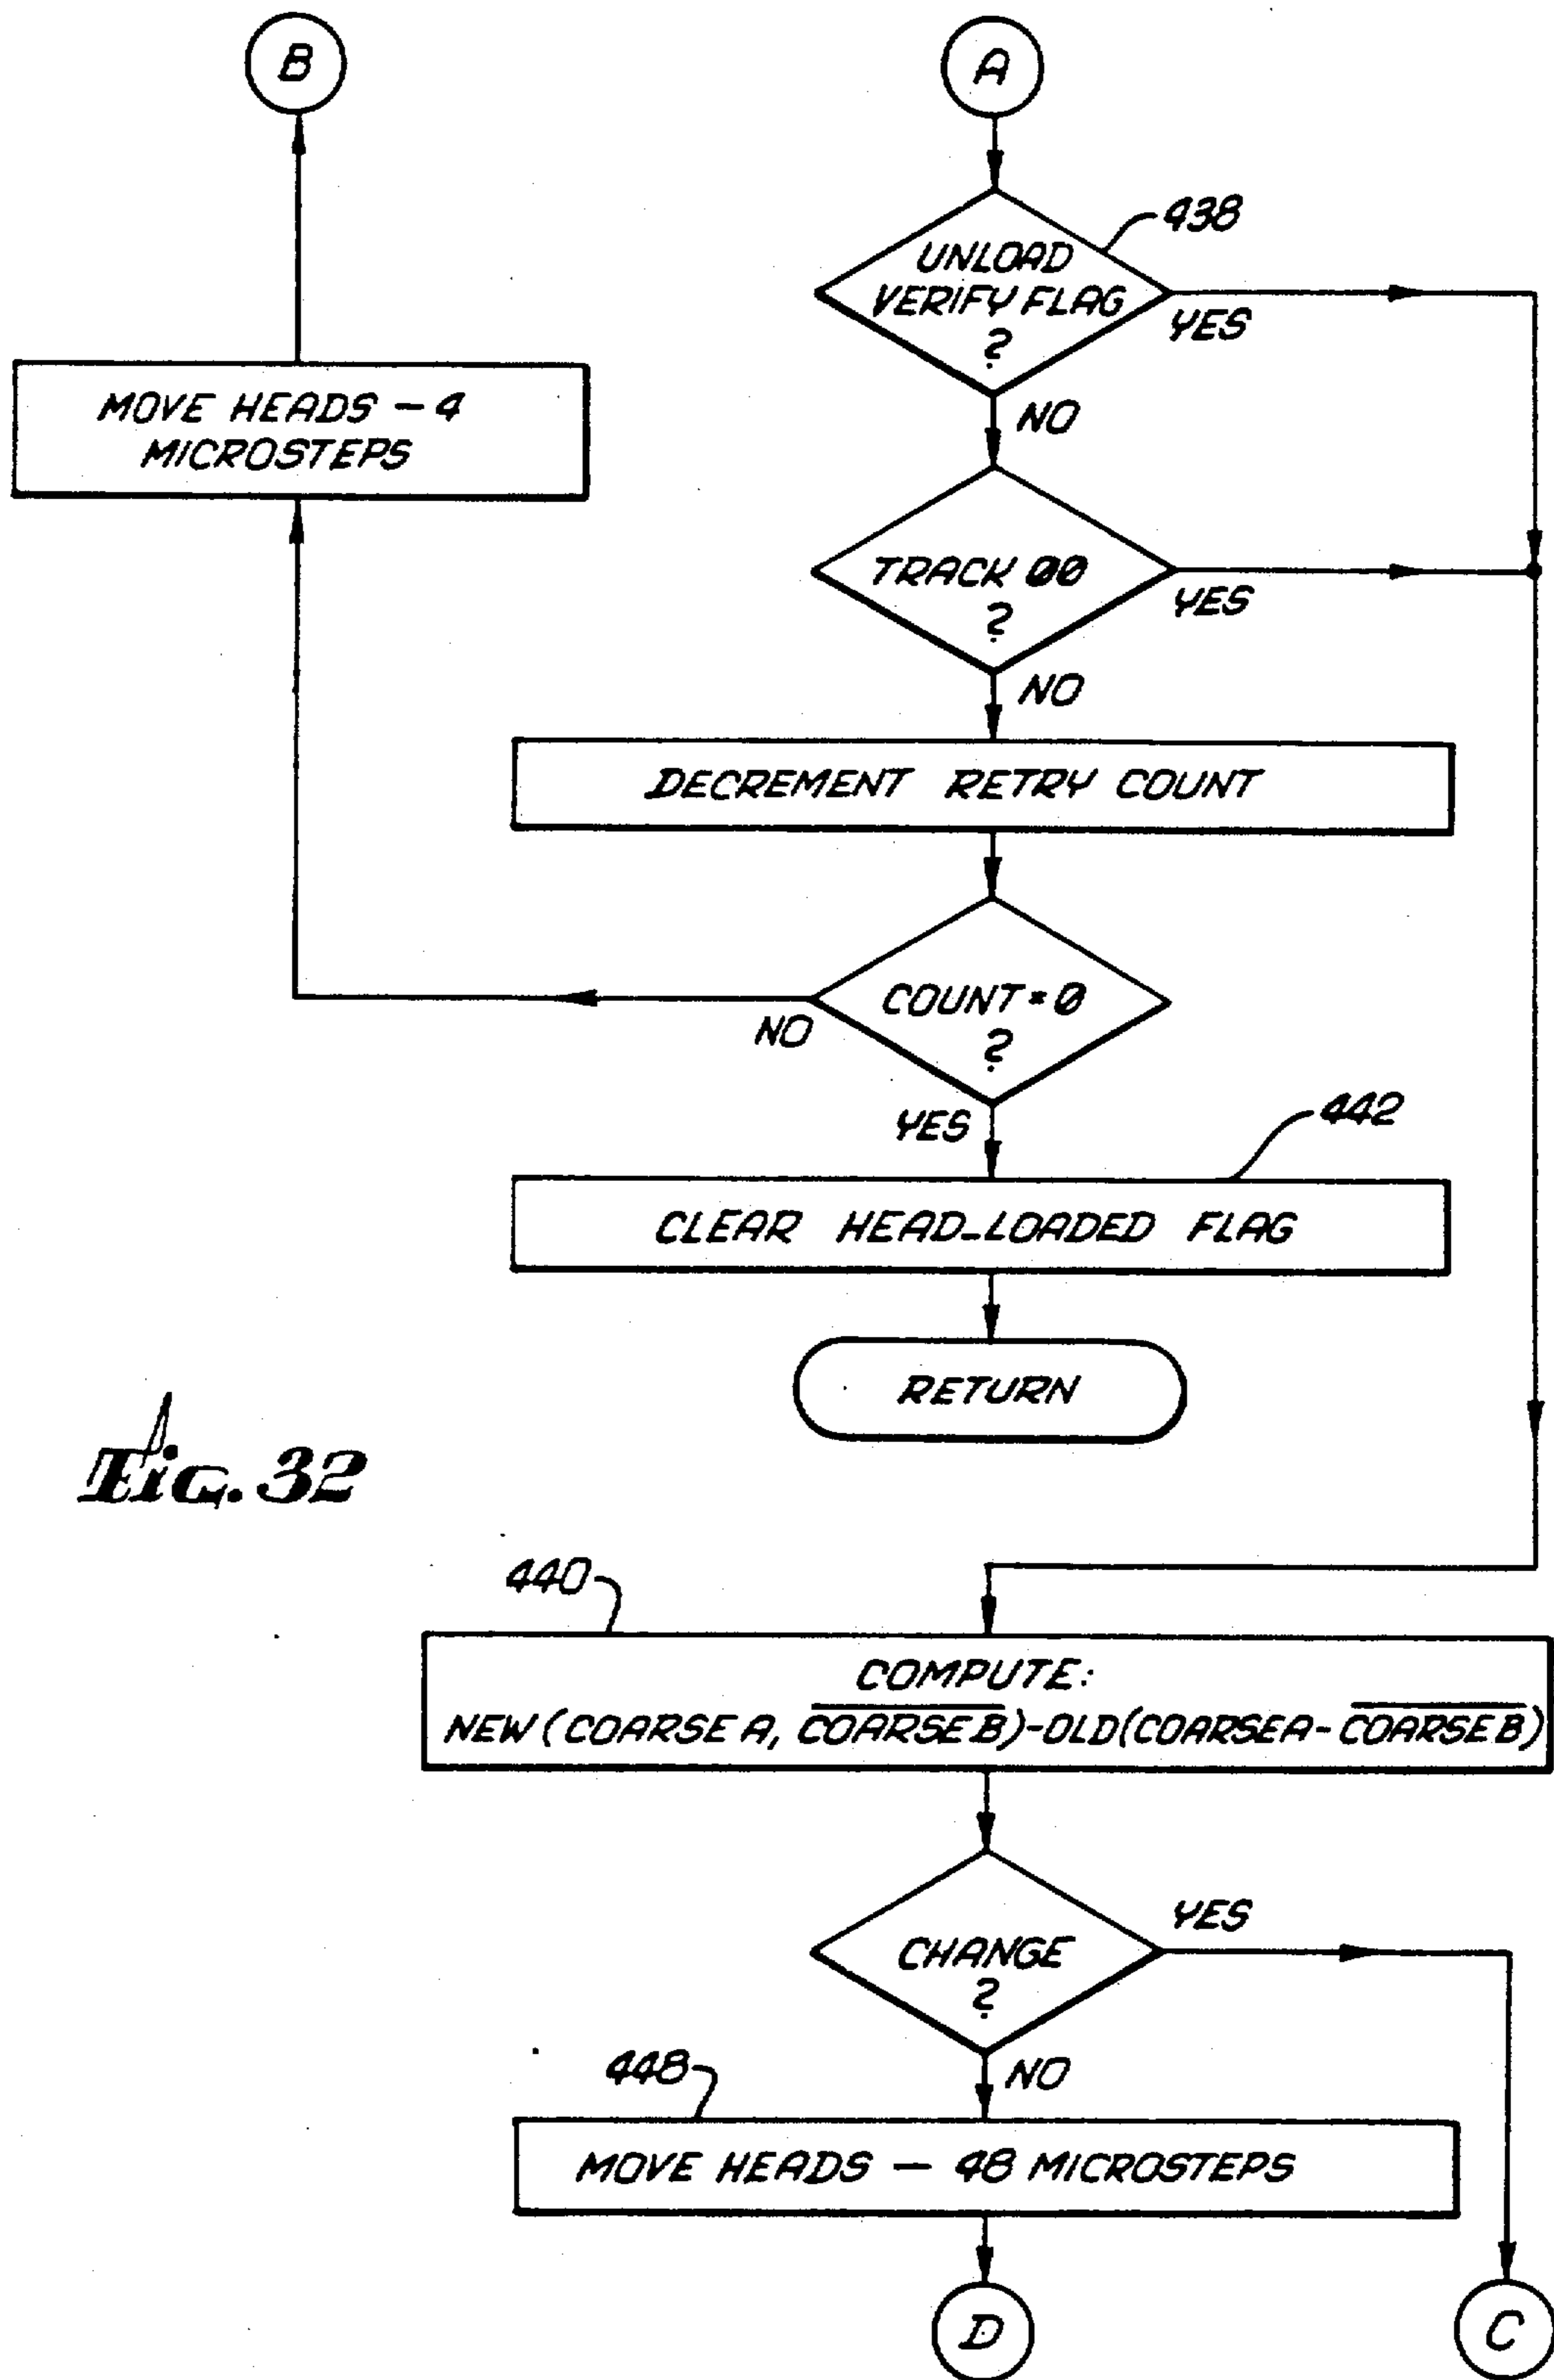 B
A
438
UNLOAD
VERIFY FLAG
?
YES
NO
MOVE HEADS - 4
MICROSTEPS
TRACK 00
?
YES
NO
DECREMENT RETRY COUNT
COUNT = 0
?
NO
YES
442
CLEAR HEAD_LOADED FLAG
RETURN
Fig. 32
440
COMPUTE:
NEW (COARSE A, COARSE B)-OLD(COARSEA- COARSE B)
YES
CHANGE
?
NO
448
MOVE HEADS - 48 MICROSTEPS
D
C